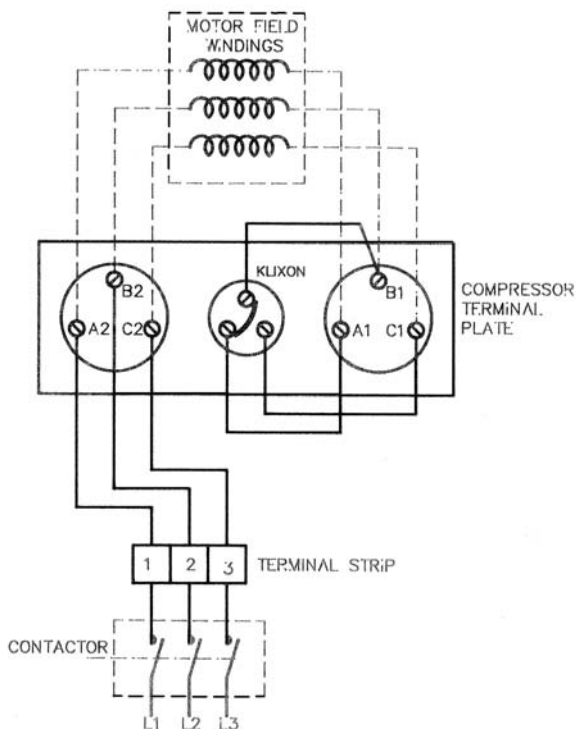 MOTOR FIELD
WINDINGS
B2
A2 C2
KLIXON
B1
A1 C1
COMPRESSOR
TERMINAL
PLATE
1 2 3
TERMINAL STRIP
CONTACTOR
L1 L2 L3